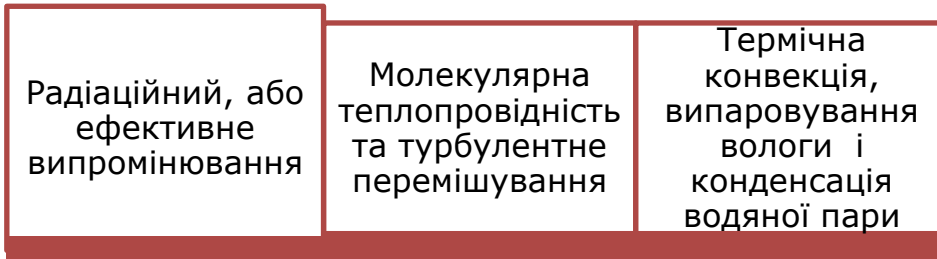 Радіаційний, або
ефективне
випромінювання
Молекулярна
теплопровідність
та турбулентне
перемішування
Термічна
конвекція,
випаровування
вологи і
конденсація
водяної пари